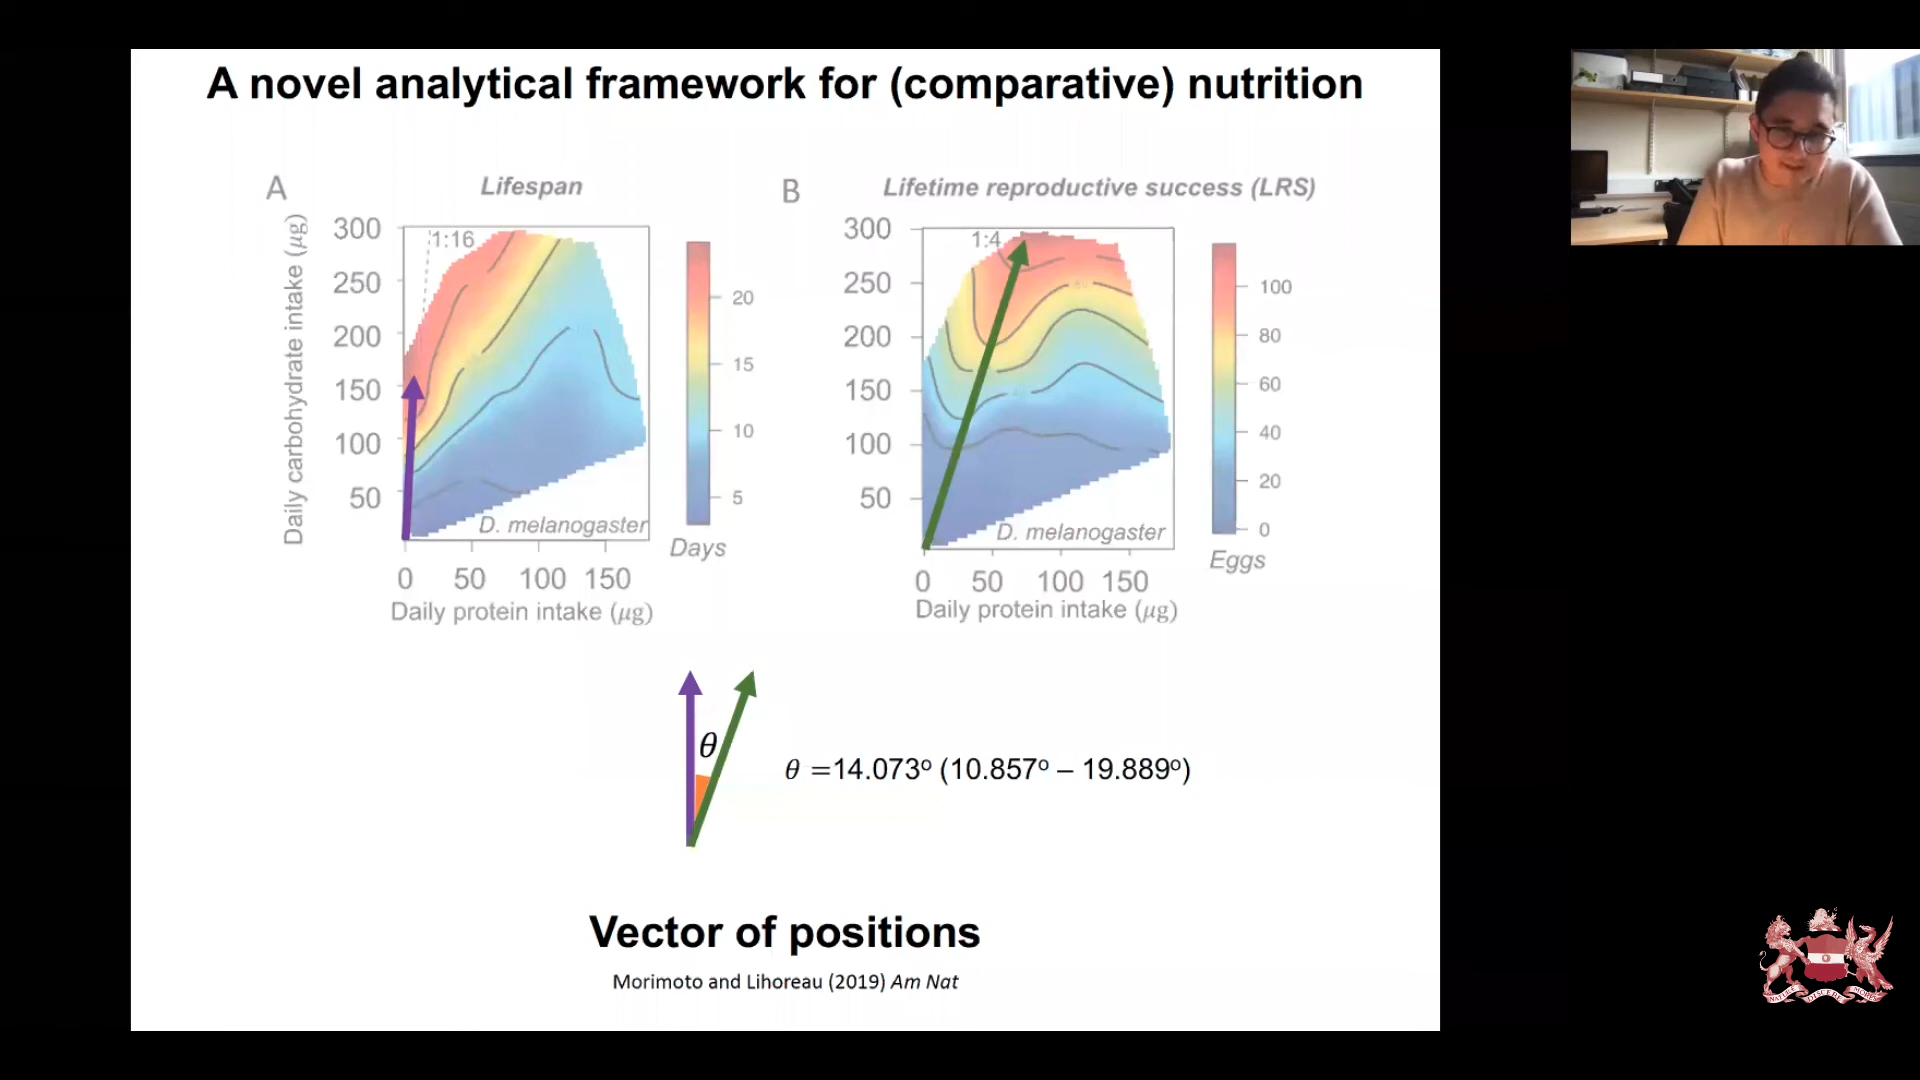 A novel analytical framework for (comparative) nutrition
A
Lifespan
Daily carbohydrate intake (μg)
300
250
200
150
100
50
1:16
D. melanogaster
0 50 100 150
Daily protein intake (μg)
20
15
10
5
Days
B
Lifetime reproductive success (LRS)
300
250
200
150
100
50
1:4
D. melanogaster
0 50 100 150
Daily protein intake (μg)
100
80
60
40
20
0
Eggs
θ
θ =14.073º (10.857º – 19.889º)
Vector of positions
Morimoto and Lihoreau (2019) Am Nat